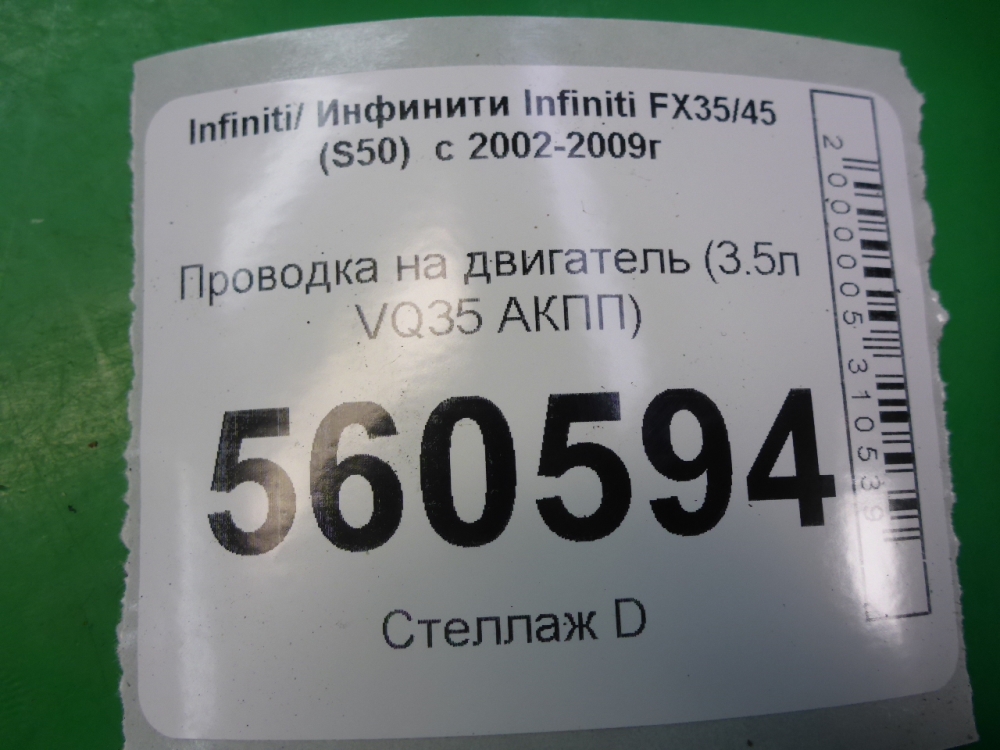 Infiniti/ Инфинити Infiniti FX35/45
(S50) с 2002-2009г
Проводка на двигатель (3.5л
VQ35 АКПП)
560594
Стеллаж D
2000005310539